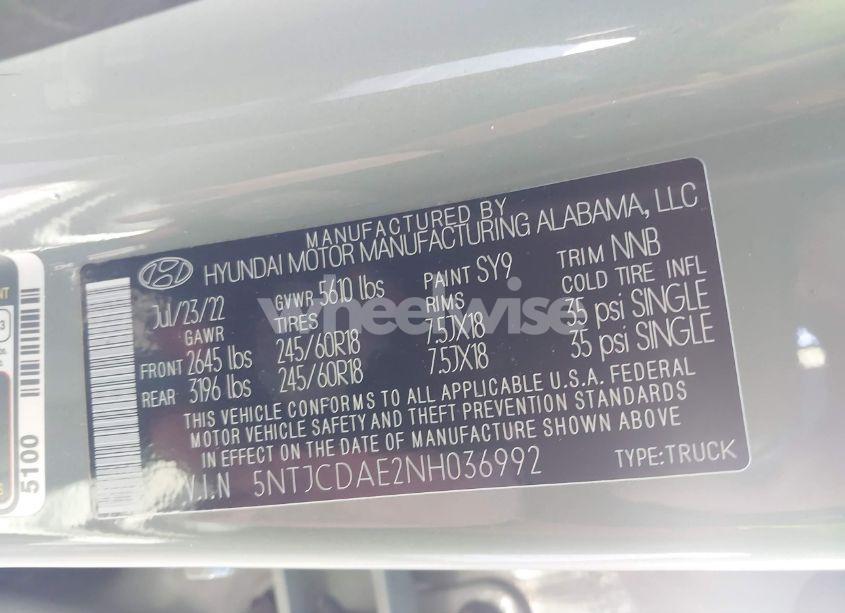 MANUFACTURED BY
HYUNDAI MOTOR MANUFACTURING ALABAMA, LLC
Jul/23/22 GVWR 5610 lbs PAINT SY9 TRIM NNB
GAWR TIRES RIMS COLD TIRE INFL
FRONT 2645 lbs 245/60R18 7.5JX18 35 psi SINGLE
REAR 3196 lbs 245/60R18 7.5JX18 35 psi SINGLE
THIS VEHICLE CONFORMS TO ALL APPLICABLE U.S.A. FEDERAL
MOTOR VEHICLE SAFETY AND THEFT PREVENTION STANDARDS
IN EFFECT ON THE DATE OF MANUFACTURE SHOWN ABOVE
V.I.N 5NTJCDAE2NH036992 TYPE:TRUCK
wheelwise
5100